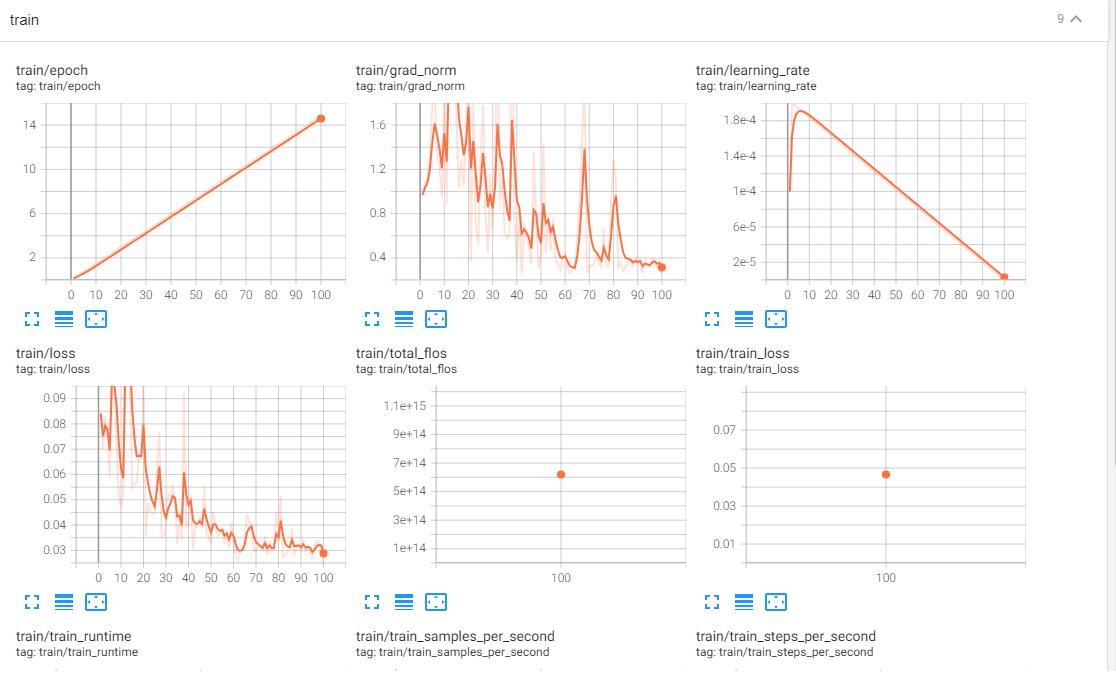 train 9
train/epoch
tag: train/epoch
14
10
6
2
0 10 20 30 40 50 60 70 80 90 100
train/grad_norm
tag: train/grad_norm
1.6
1.2
0.8
0.4
0 10 20 30 40 50 60 70 80 90 100
train/learning_rate
tag: train/learning_rate
1.8e-4
1.4e-4
1e-4
6e-5
2e-5
0 10 20 30 40 50 60 70 80 90 100
train/loss
tag: train/loss
0.09
0.08
0.07
0.06
0.05
0.04
0.03
0 10 20 30 40 50 60 70 80 90 100
train/total_flos
tag: train/total_flos
1.1e+15
9e+14
7e+14
5e+14
3e+14
1e+14
100
train/train_loss
tag: train/train_loss
0.07
0.05
0.03
0.01
100
train/train_runtime
tag: train/train_runtime
train/train_samples_per_second
tag: train/train_samples_per_second
train/train_steps_per_second
tag: train/train_steps_per_second